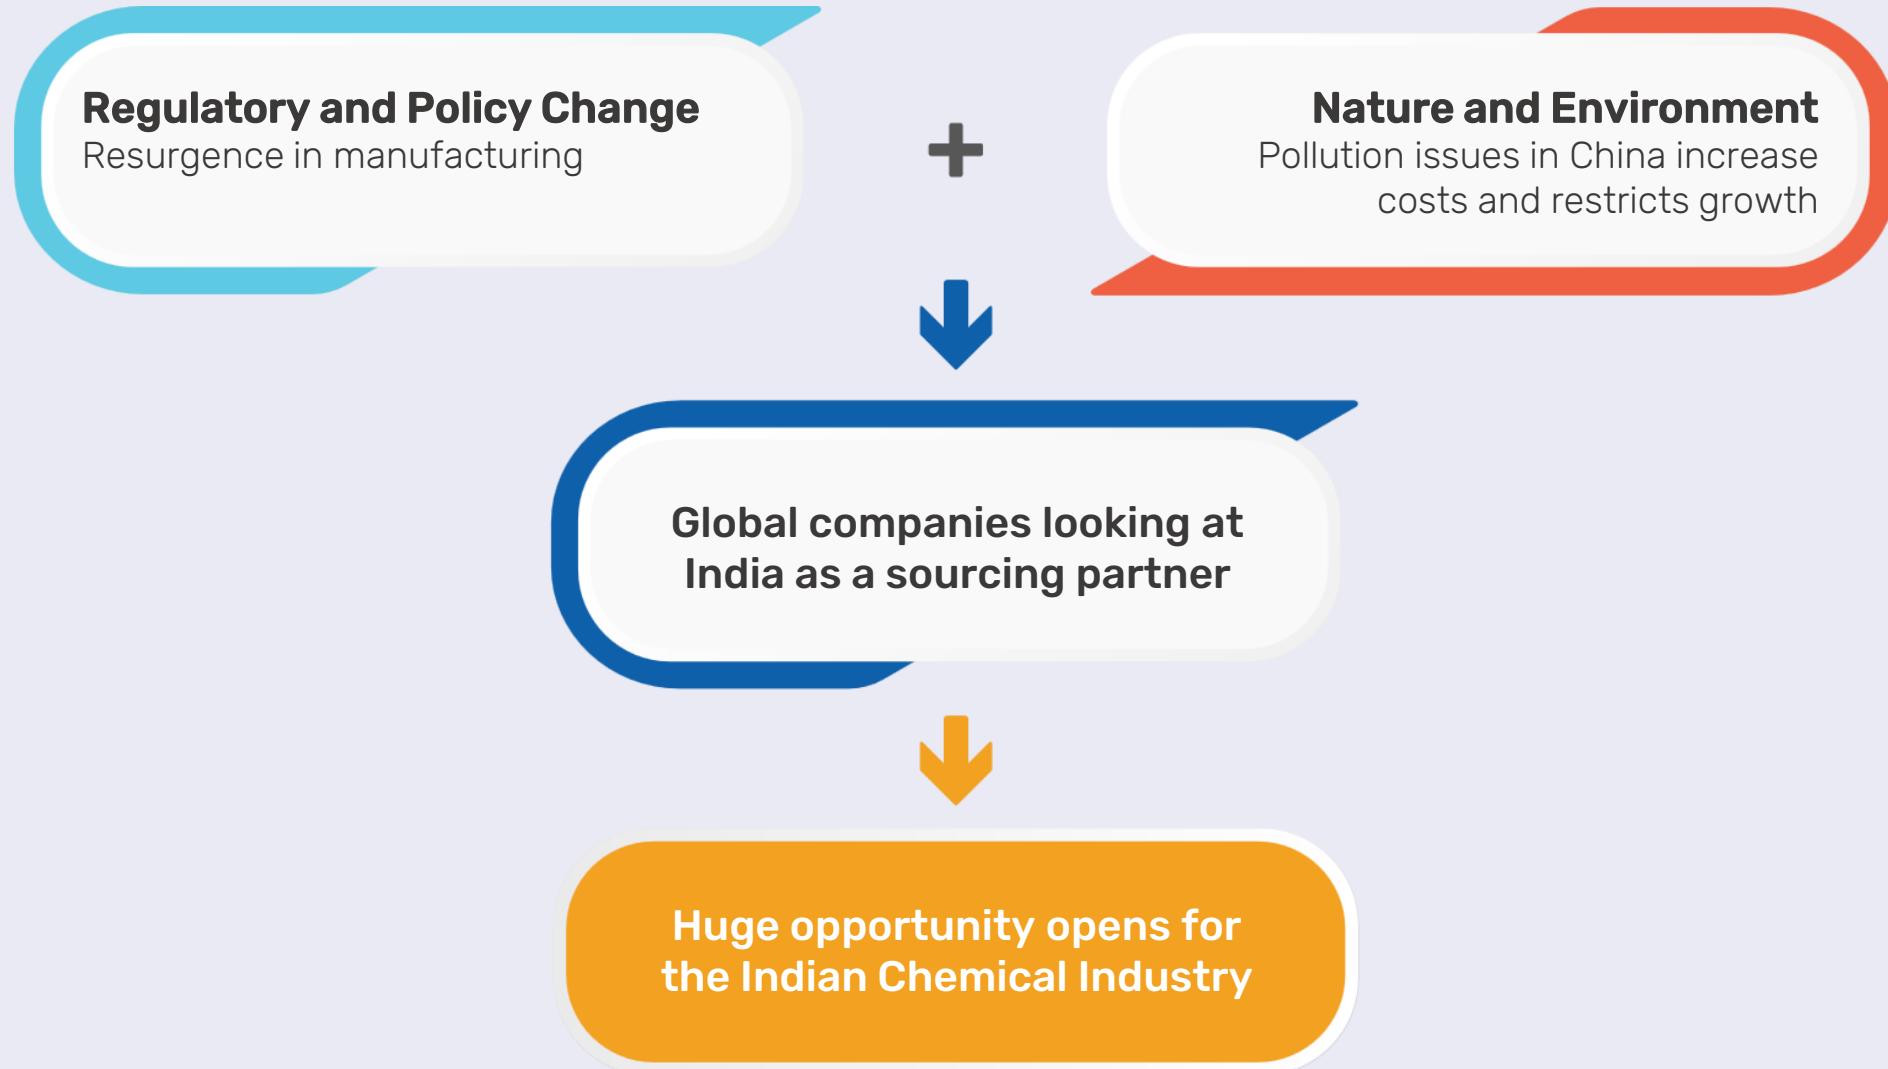 Regulatory and Policy Change
Resurgence in manufacturing
+
Nature and Environment
Pollution issues in China increase
costs and restricts growth
Global companies looking at
India as a sourcing partner
Huge opportunity opens for
the Indian Chemical Industry